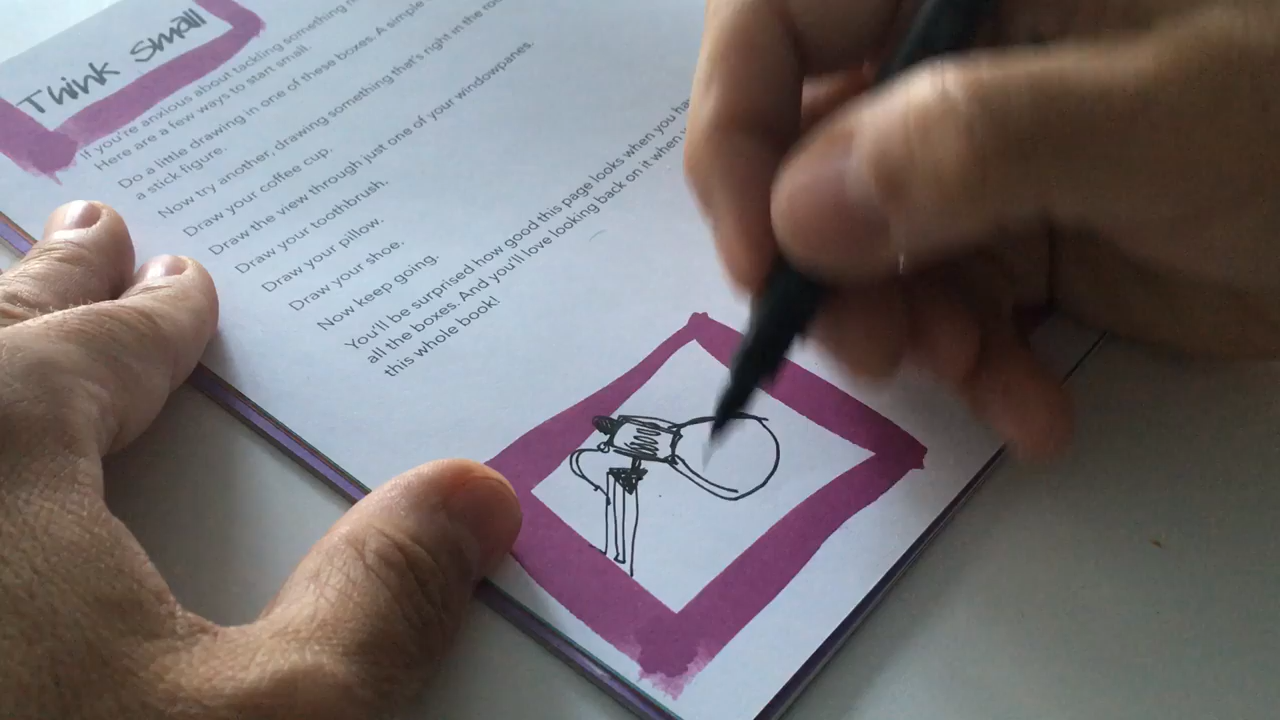 Think Small
If you're anxious about tackling something
Here are a few ways to start small.
Do a little drawing in one of these boxes. A simple
a stick figure.
Now try another, drawing something that's right in the
Draw your coffee cup.
Draw the view through just one of your windowpanes.
Draw your toothbrush.
Draw your pillow.
Draw your shoe.
Now keep going.
You'll be surprised how good this page looks when you
all the boxes. And you'll love looking back on it when
this whole book!